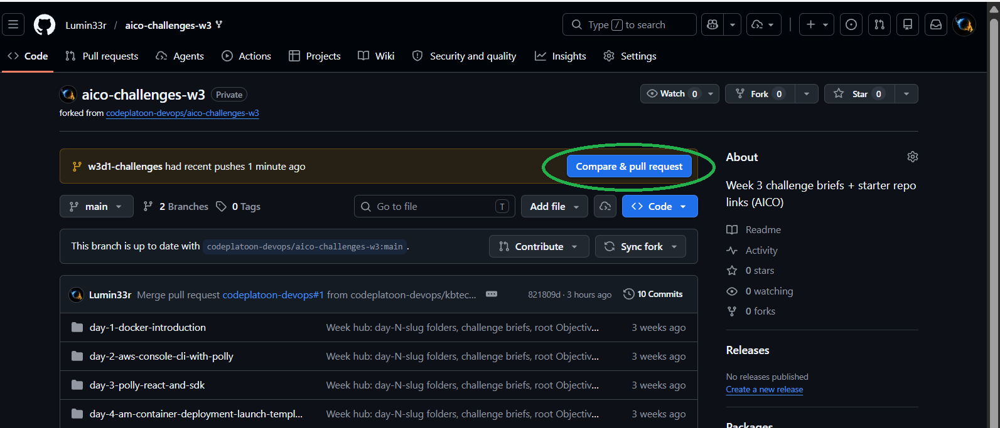 Lumin33r / aico-challenges-w3
Type / to search
Code Pull requests Agents Actions Projects Wiki Security and quality Insights Settings
aico-challenges-w3 Private
Watch 0 Fork 0 Star 0
forked from codeplatoon-devops/aico-challenges-w3
w3d1-challenges had recent pushes 1 minute ago Compare & pull request
main 2 Branches 0 Tags Go to file T Add file Code
This branch is up to date with codeplatoon-devops/aico-challenges-w3:main . Contribute Sync fork
Lumin33r Merge pull request codeplatoon-devops#1 from codeplatoon-devops/kbtec... 821809d · 3 hours ago 10 Commits
day-1-docker-introduction Week hub: day-N-slug folders, challenge briefs, root Objectiv... 3 weeks ago
day-2-aws-console-cli-with-polly Week hub: day-N-slug folders, challenge briefs, root Objectiv... 3 weeks ago
day-3-polly-react-and-sdk Week hub: day-N-slug folders, challenge briefs, root Objectiv... 3 weeks ago
day-4-am-container-deployment-launch-templ... Week hub: day-N-slug folders, challenge briefs, root Objectiv... 3 weeks ago
About
Week 3 challenge briefs + starter repo
links (AICO)
Readme
Activity
0 stars
0 watching
0 forks
Releases
No releases published
Create a new release
Packages